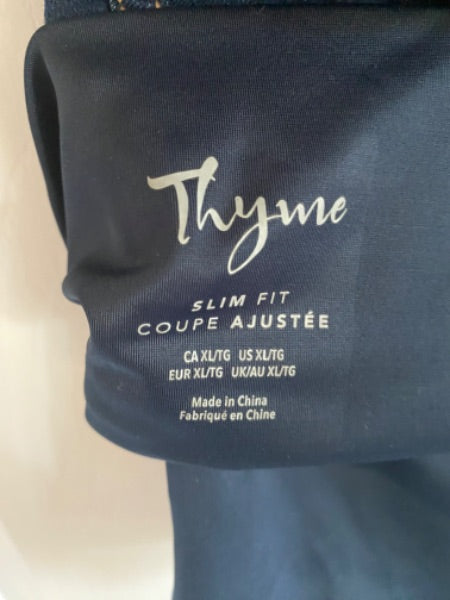 Thyme
SLIM FIT
COUPE AJUSTÉE
CA XL/TG US XL/TG
EUR XL/TG UK/AU XL/TG
Made in China
Fabriqué en Chine